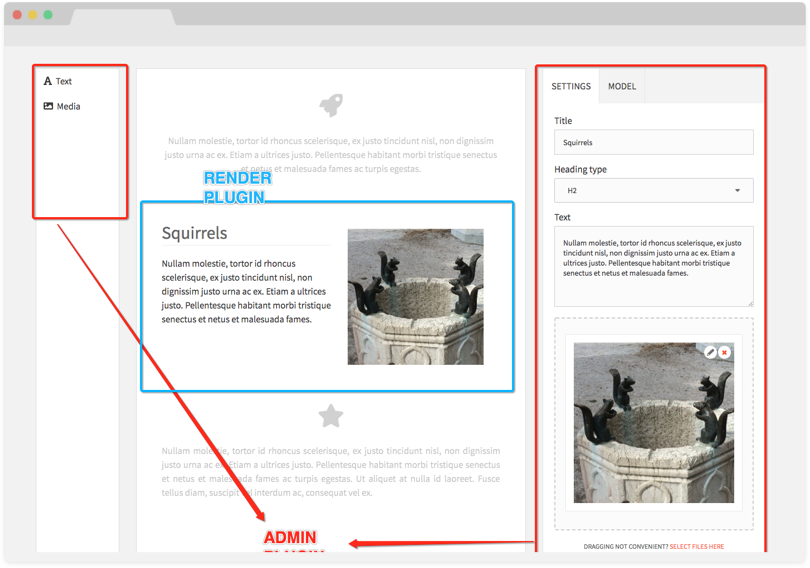 Text
Media
Nullam molestie, tortor id rhoncus scelerisque, ex justo tincidunt nisl, non dignissim
justo urna ac ex. Etiam a ultrices justo. Pellentesque habitant morbi tristique senectus
et netus et malesuada fames ac turpis egestas.
RENDER
PLUGIN
Squirrels
Nullam molestie, tortor id rhoncus
scelerisque, ex justo tincidunt nisl, non
dignissim justo urna ac ex. Etiam a ultrices
justo. Pellentesque habitant morbi tristique
senectus et netus et malesuada fames.
Nullam molestie, tortor id rhoncus scelerisque, ex justo tincidunt nisl, non dignissim
justo urna ac ex. Etiam a ultrices justo. Pellentesque habitant morbi tristique senectus
et netus et malesuada fames ac turpis egestas. Ut aliquet at nulla id laoreet. Fusce
tellus diam, suscipit interdum ac, consequat vel ex.
ADMIN
PLUGIN
SETTINGS MODEL
Title
Squirrels
Heading type
H2
Text
Nullam molestie, tortor id rhoncus scelerisque, ex justo
tincidunt nisl, non dignissim justo urna ac ex. Etiam a
ultrices justo. Pellentesque habitant morbi tristique
senectus et netus et malesuada fames.
DRAGGING NOT CONVENIENT? SELECT FILES HERE